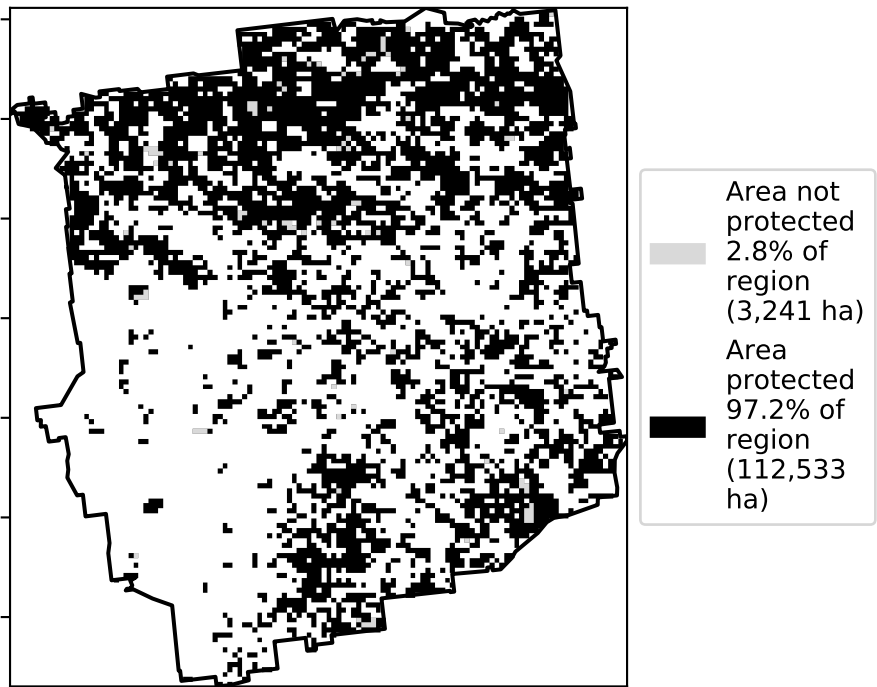 Area not
protected
2.8% of
region
(3,241 ha)
Area
protected
97.2% of
region
(112,533
ha)